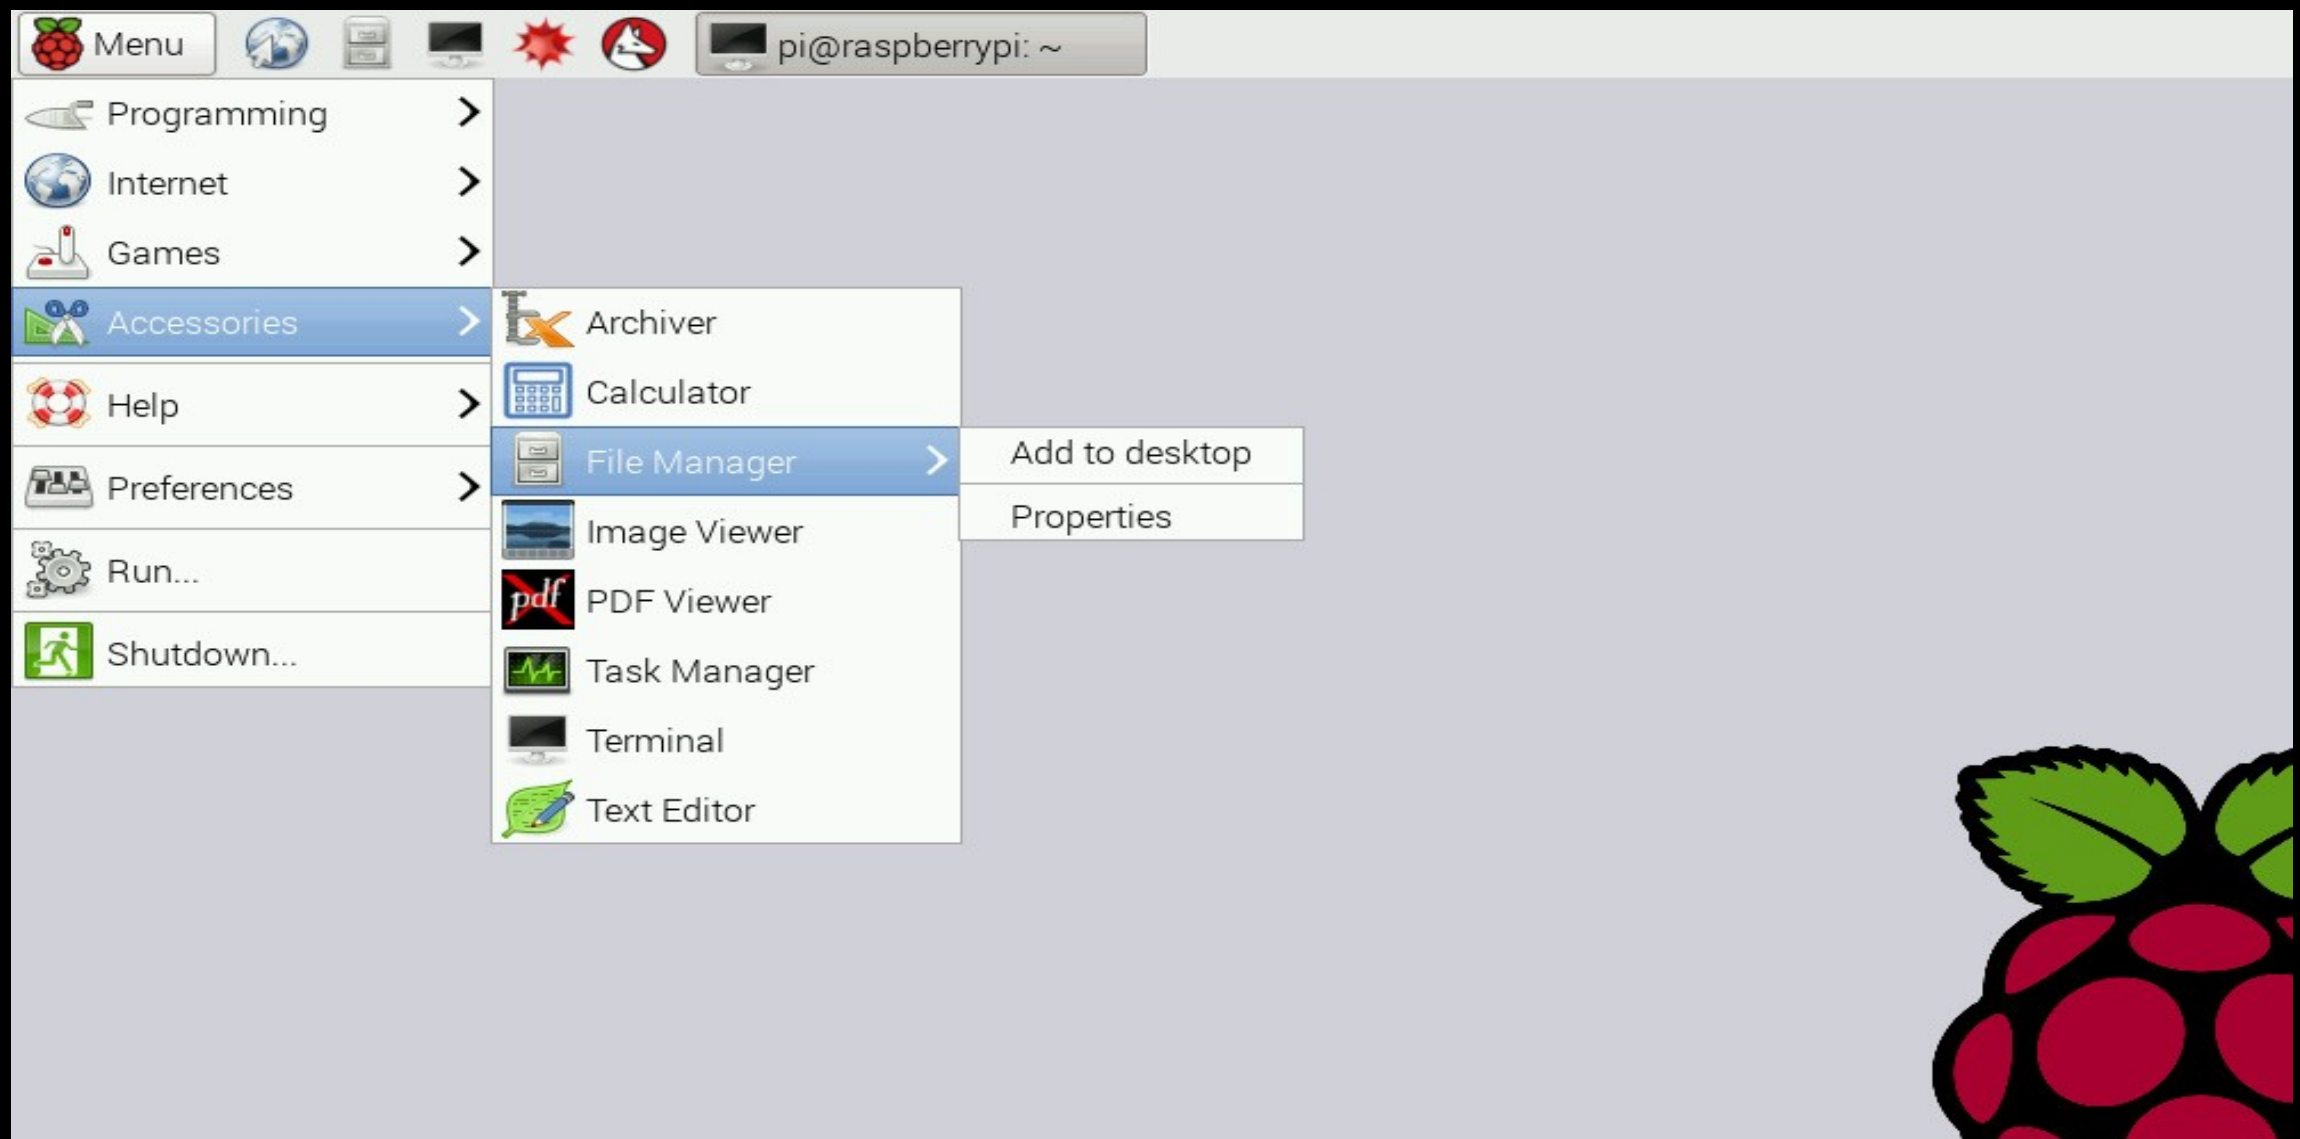 Menu
pi@raspberrypi: ~
Programming
Internet
Games
Accessories
Help
Preferences
Run...
Shutdown...
Archiver
Calculator
File Manager
Image Viewer
PDF Viewer
pdf
Task Manager
Terminal
Text Editor
Add to desktop
Properties